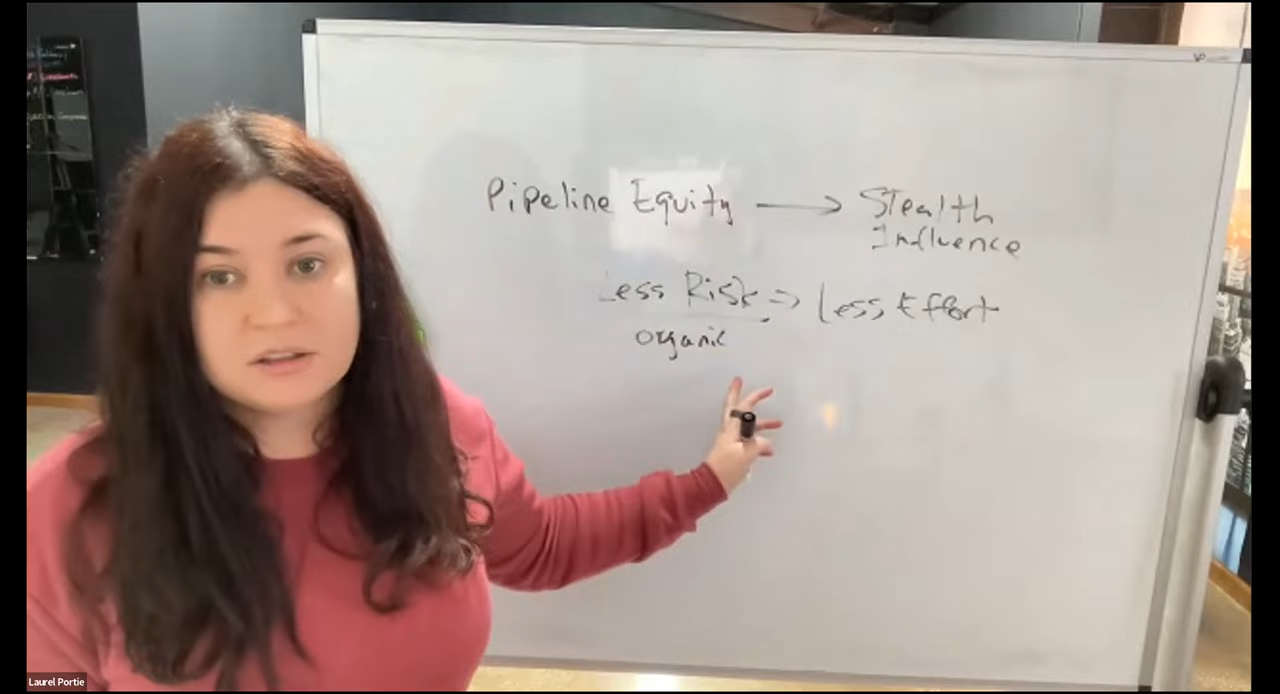 Pipeline Equity → Stealth
Influence
Less Risk => Less Effort
organic
Laurel Portie